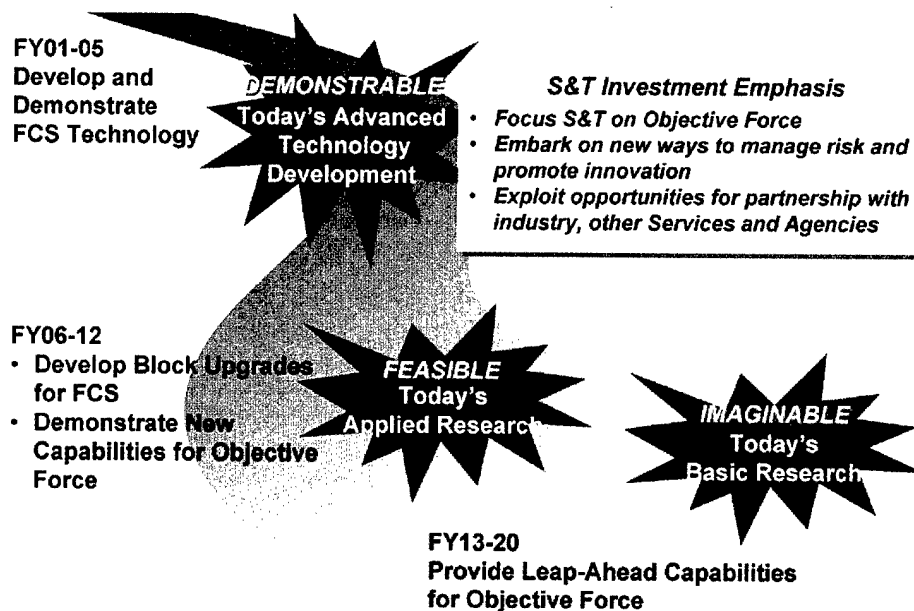 FY01-05
Develop and
Demonstrate
FCS Technology
DEMONSTRABLE
Today's Advanced
Technology
Development
S&T Investment Emphasis
• Focus S&T on Objective Force
• Embark on new ways to manage risk and
promote innovation
• Exploit opportunities for partnership with
industry, other Services and Agencies
FY06-12
• Develop Block Upgrades
for FCS
• Demonstrate New
Capabilities for Objective
Force
FEASIBLE
Today's
Applied Research
IMAGINABLE
Today's
Basic Research
FY13-20
Provide Leap-Ahead Capabilities
for Objective Force